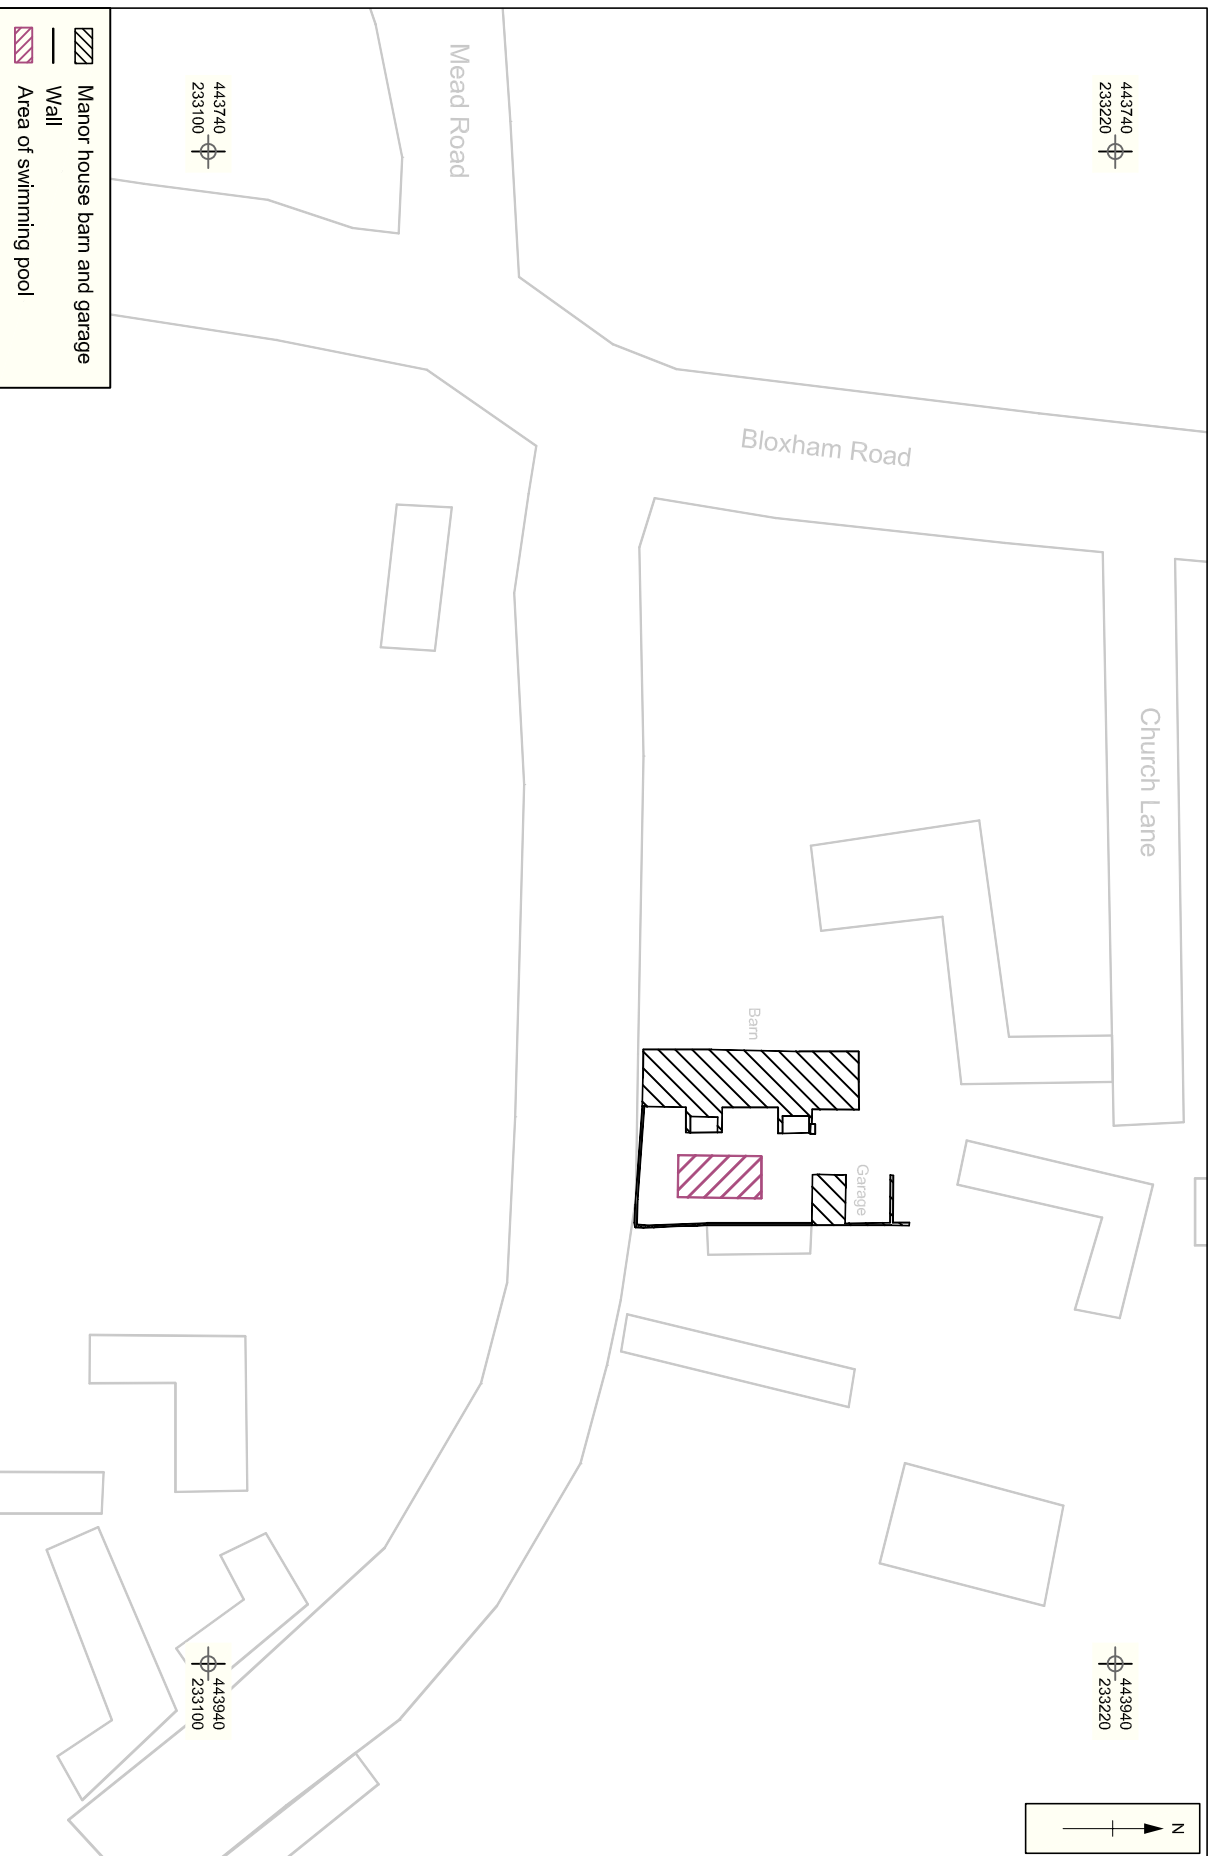 443740
233220
443940
233220
N
Church Lane
Bloxham Road
Garage
Barn
Mead Road
443740
233100
443940
233100
Manor house barn and garage
Wall
Area of swimming pool